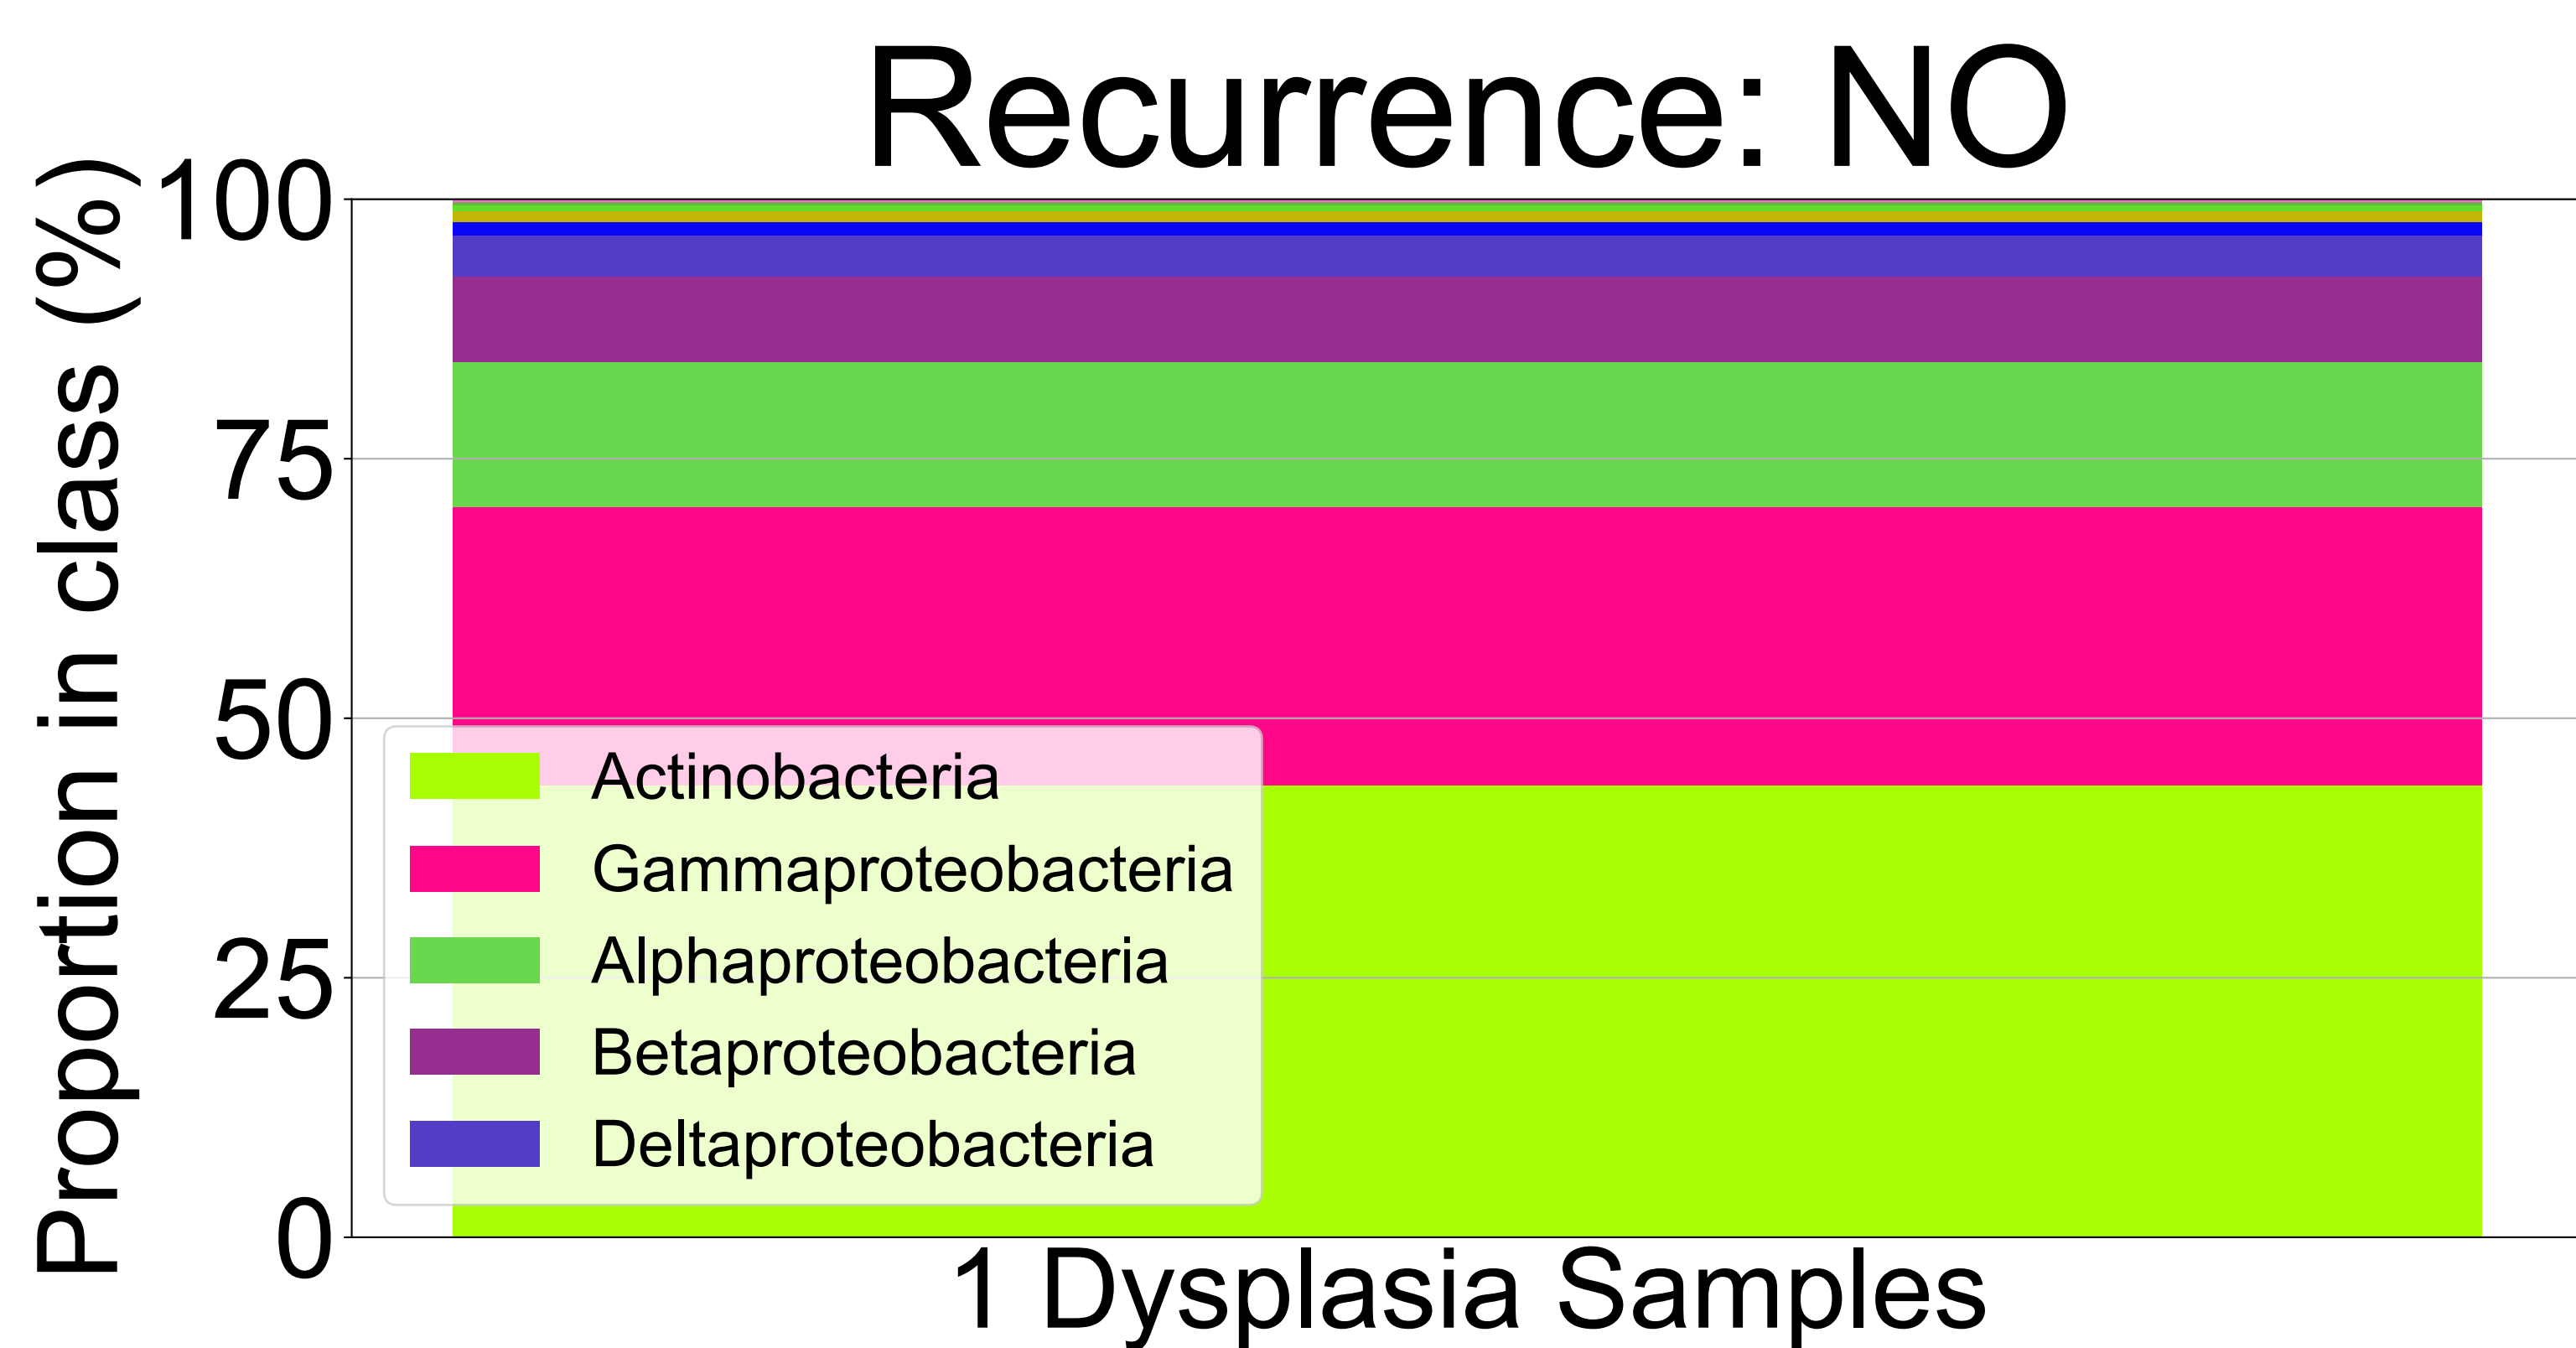 Recurrence: NO
Proportion in class (%)
100
75
50
25
0
Actinobacteria
Gammaproteobacteria
Alphaproteobacteria
Betaproteobacteria
Deltaproteobacteria
1 Dysplasia Samples